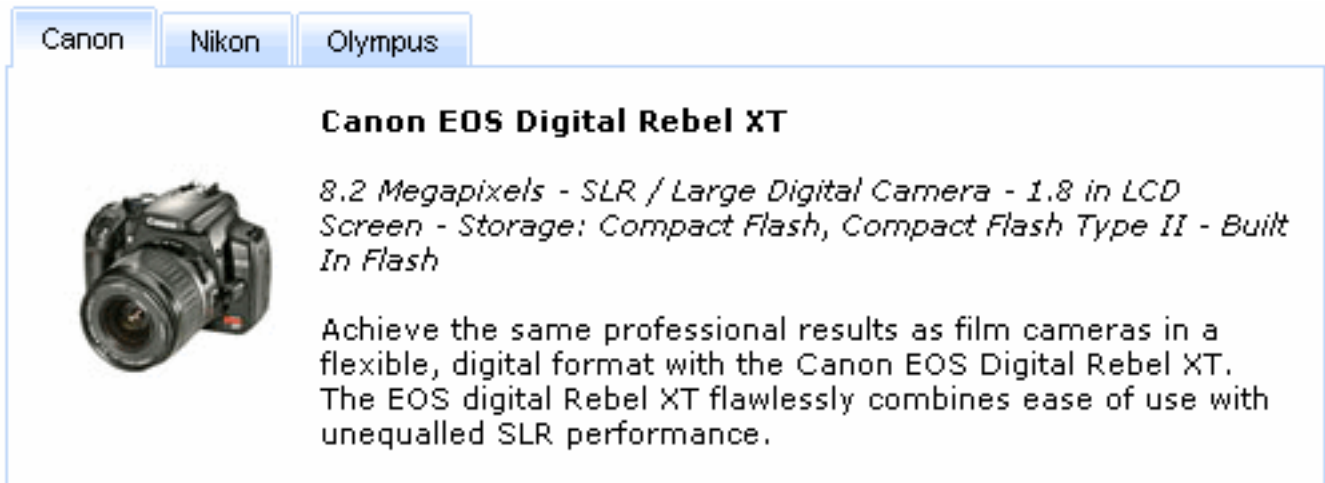 Canon Nikon Olympus
Canon EOS Digital Rebel XT
8.2 Megapixels - SLR / Large Digital Camera - 1.8 in LCD
Screen - Storage: Compact Flash, Compact Flash Type II - Built
In Flash
Achieve the same professional results as film cameras in a
flexible, digital format with the Canon EOS Digital Rebel XT.
The EOS digital Rebel XT flawlessly combines ease of use with
unequalled SLR performance.